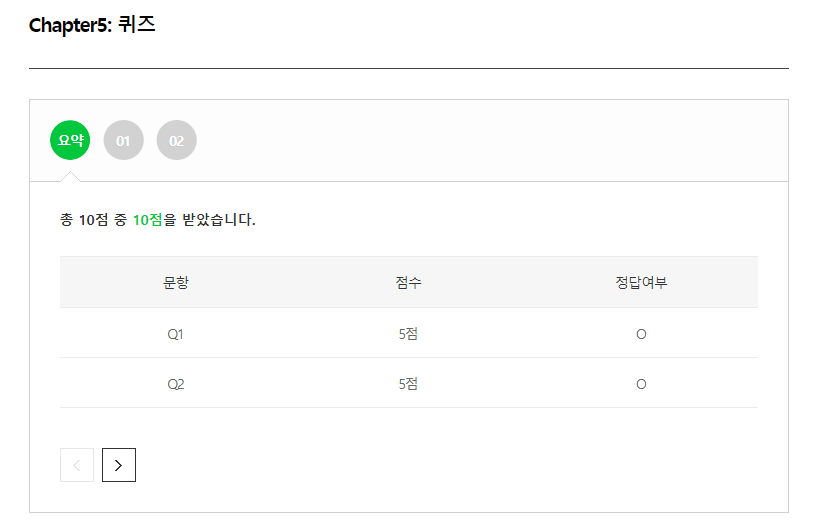 Chapter5: 퀴즈
요약 01 02
총 10점 중 10점을 받았습니다.
문항 점수 정답여부
Q1 5점 O
Q2 5점 O